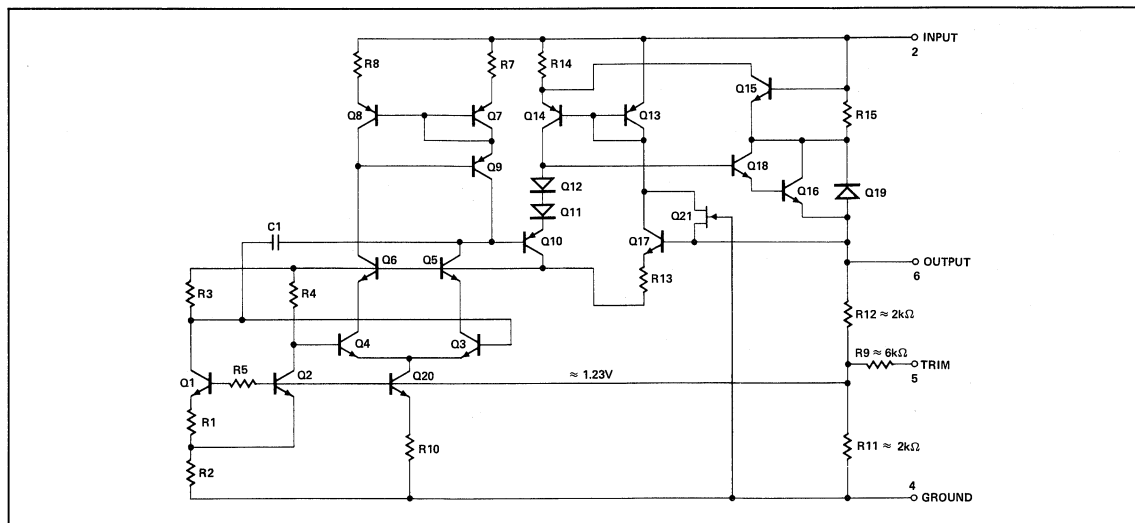 INPUT
2
R8
R7
R14
Q15
R15
Q8
Q7
Q14
Q13
Q9
Q18
Q16
Q19
Q12
Q11
Q21
C1
Q10
Q17
Q6
Q5
R13
OUTPUT
6
R3
R4
R12 ≈ 2kΩ
Q4
Q3
R9 ≈ 6kΩ
TRIM
5
Q1
R5
Q2
Q20
≈ 1.23V
R1
R10
R11 ≈ 2kΩ
R2
4
GROUND